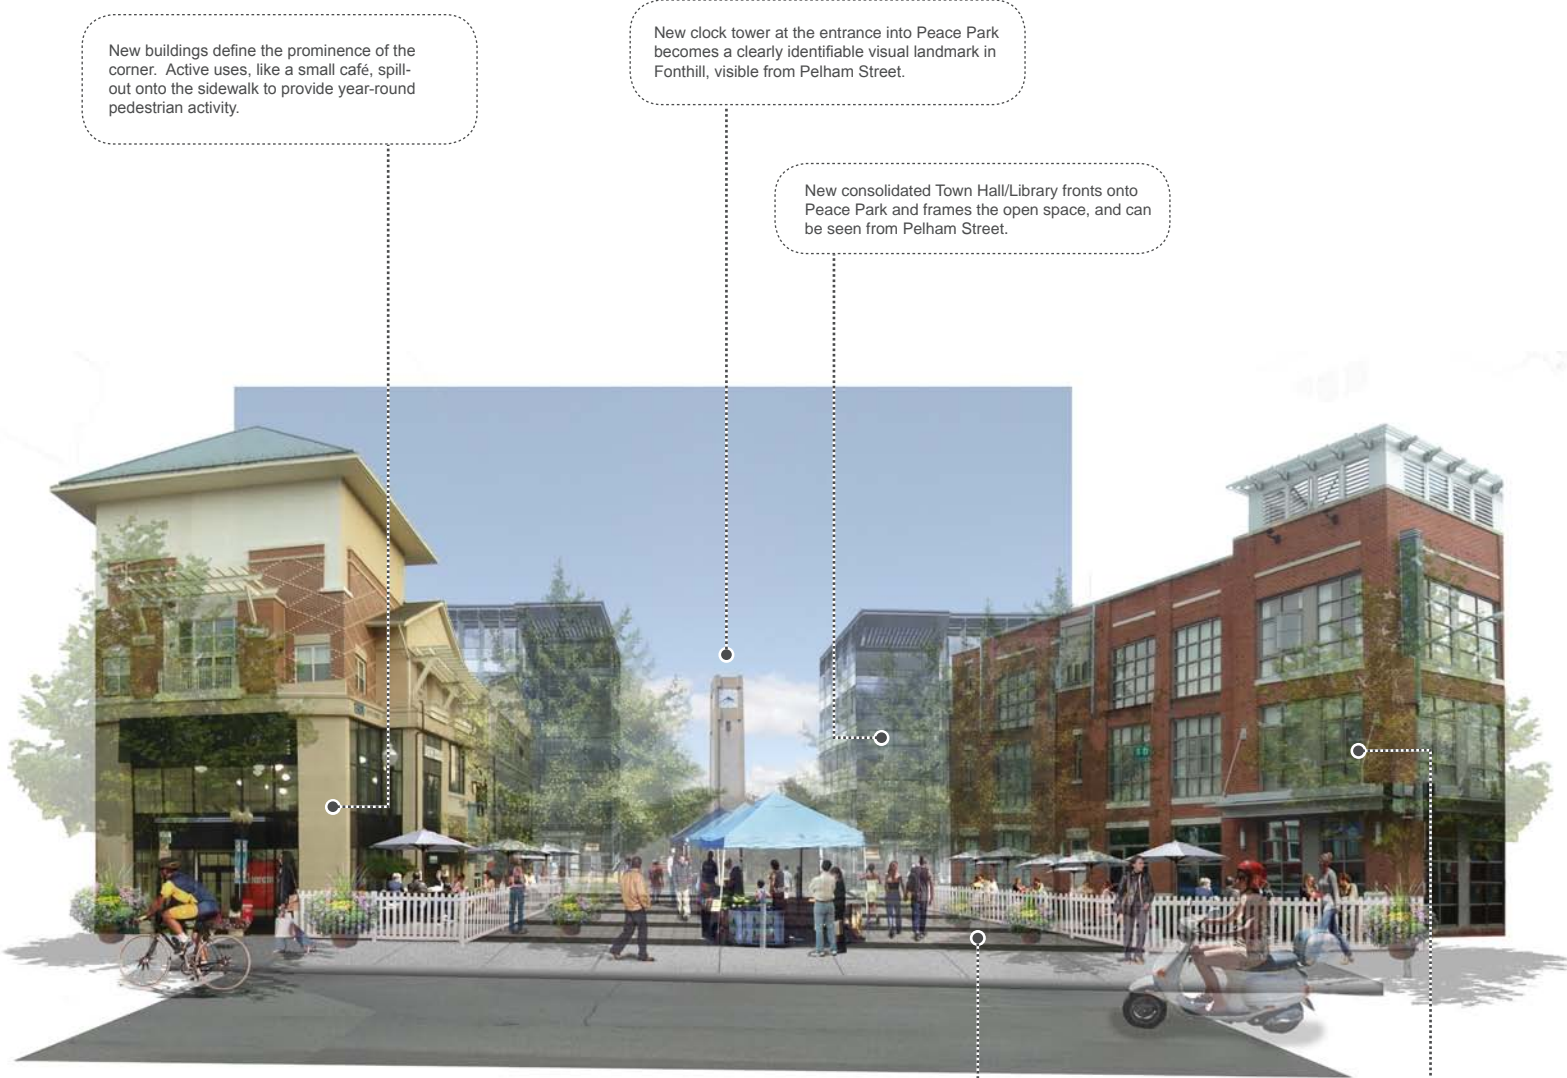 New buildings define the prominence of the
corner. Active uses, like a small café, spill-
out onto the sidewalk to provide year-round
pedestrian activity.
New clock tower at the entrance into Peace Park
becomes a clearly identifiable visual landmark in
Fonthill, visible from Pelham Street.
New consolidated Town Hall/Library fronts onto
Peace Park and frames the open space, and can
be seen from Pelham Street.